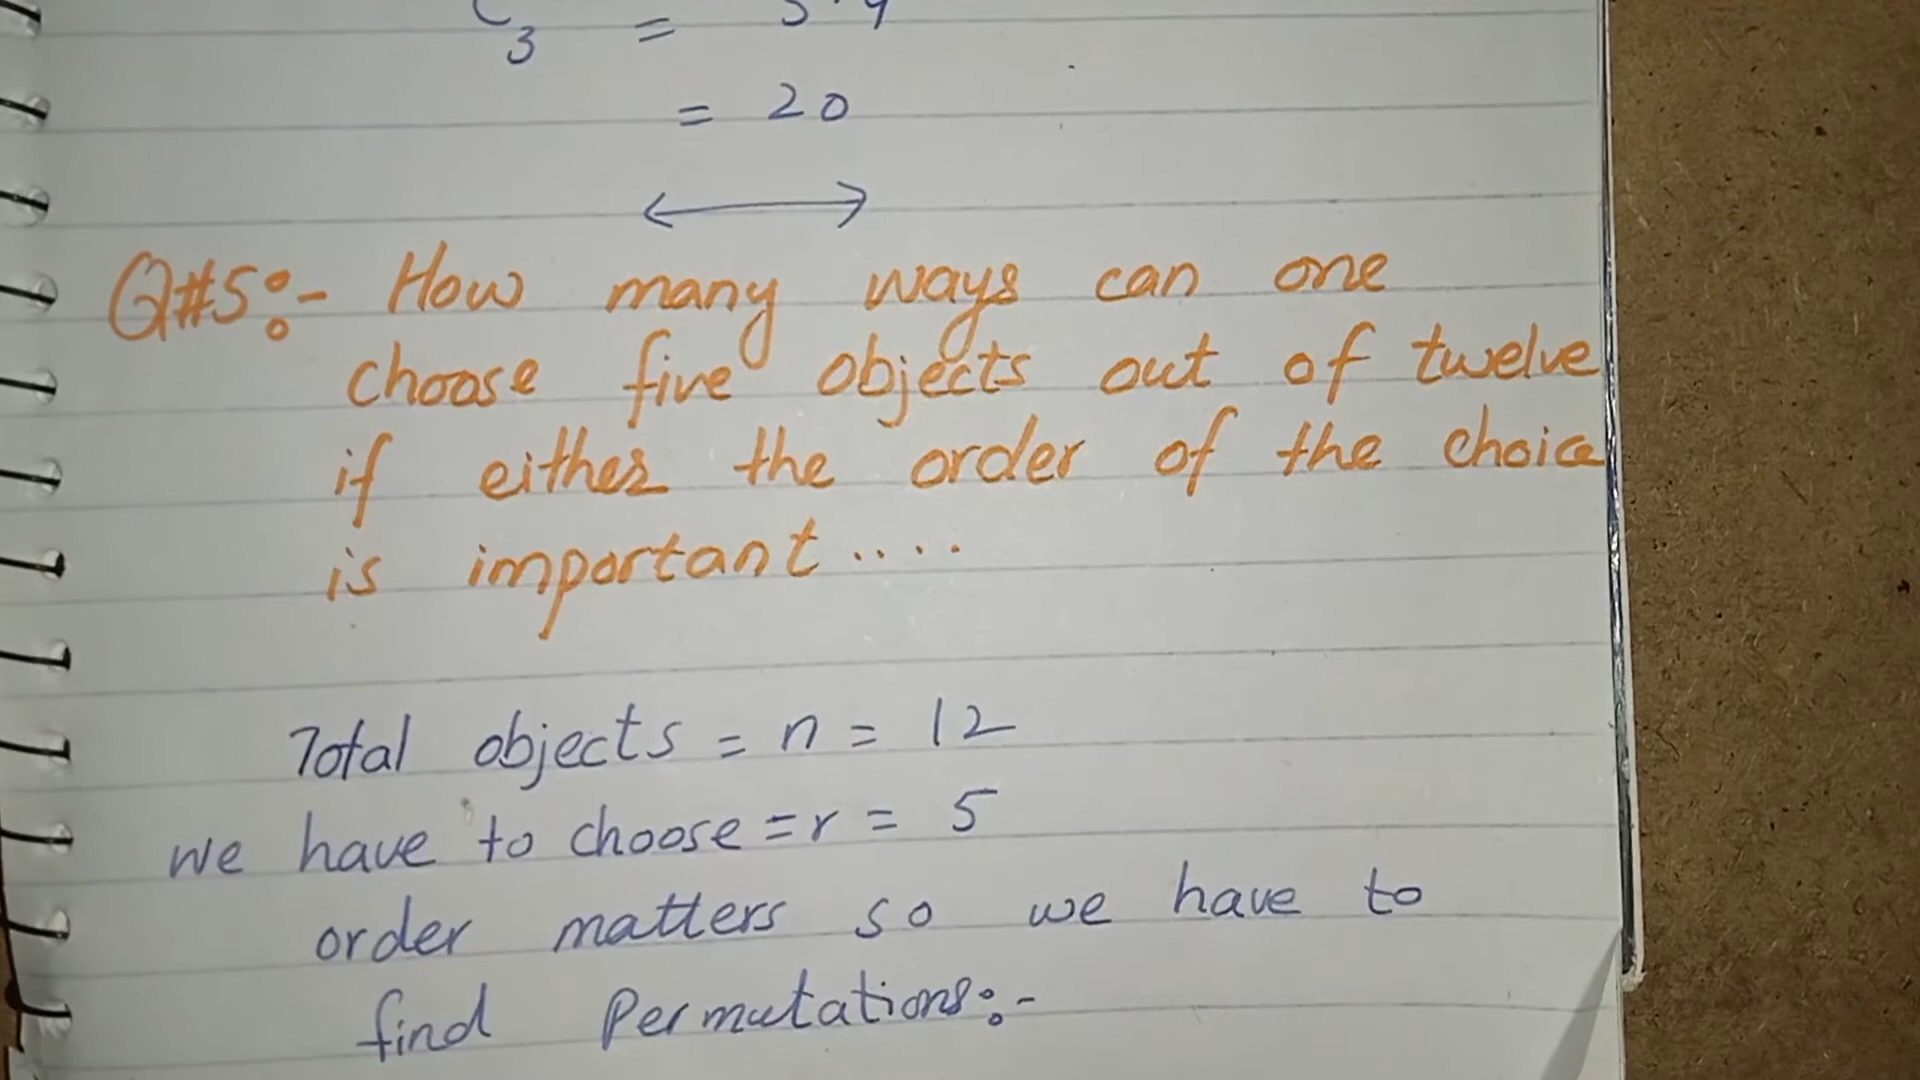 3 =
= 20
Q#5:- How many ways can one
choose five objects out of twelve
if either the order of the choice
is important....
Total objects = n = 12
we have to choose = r = 5
order matters so we have to
find Permutations:-